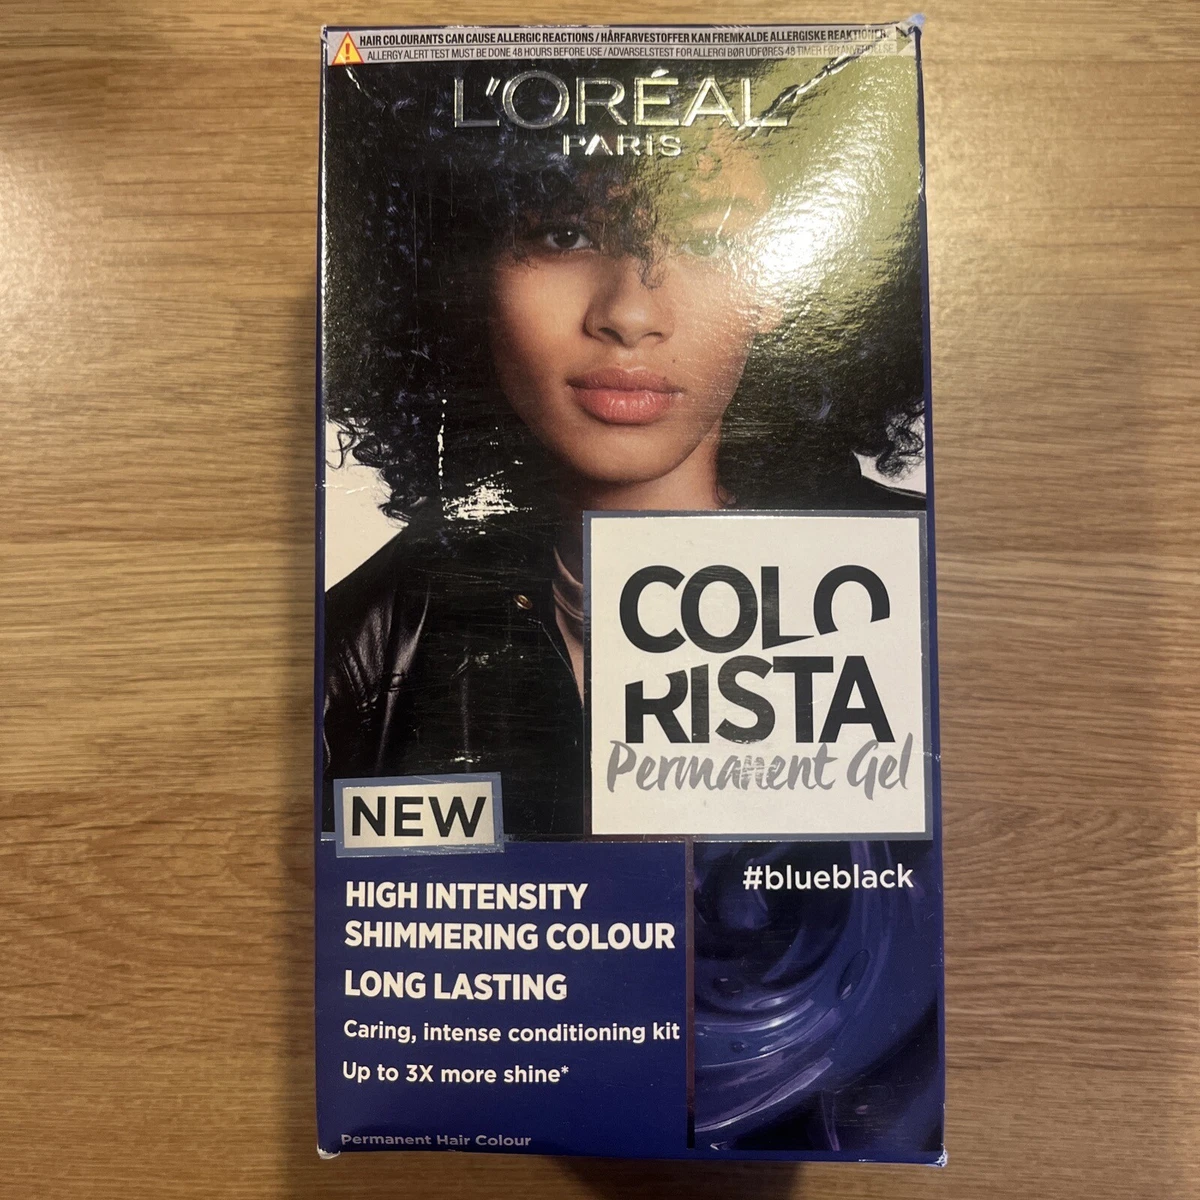 HAIR COLOURANTS CAN CAUSE ALLERGIC REACTIONS / HÅRFARVESTOFFER KAN FREMKALDE ALLERGISKE REAKTIONER.
ALLERGY ALERT TEST MUST BE DONE 48 HOURS BEFORE USE / ADVARSELSTEST FOR ALLERGI BØR UDFØRES 48 TIMER FØR ANVENDELSE
L'ORÉAL
PARIS
COLO
RISTA
Permanent Gel
NEW
#blueblack
HIGH INTENSITY
SHIMMERING COLOUR
LONG LASTING
Caring, intense conditioning kit
Up to 3X more shine*
Permanent Hair Colour